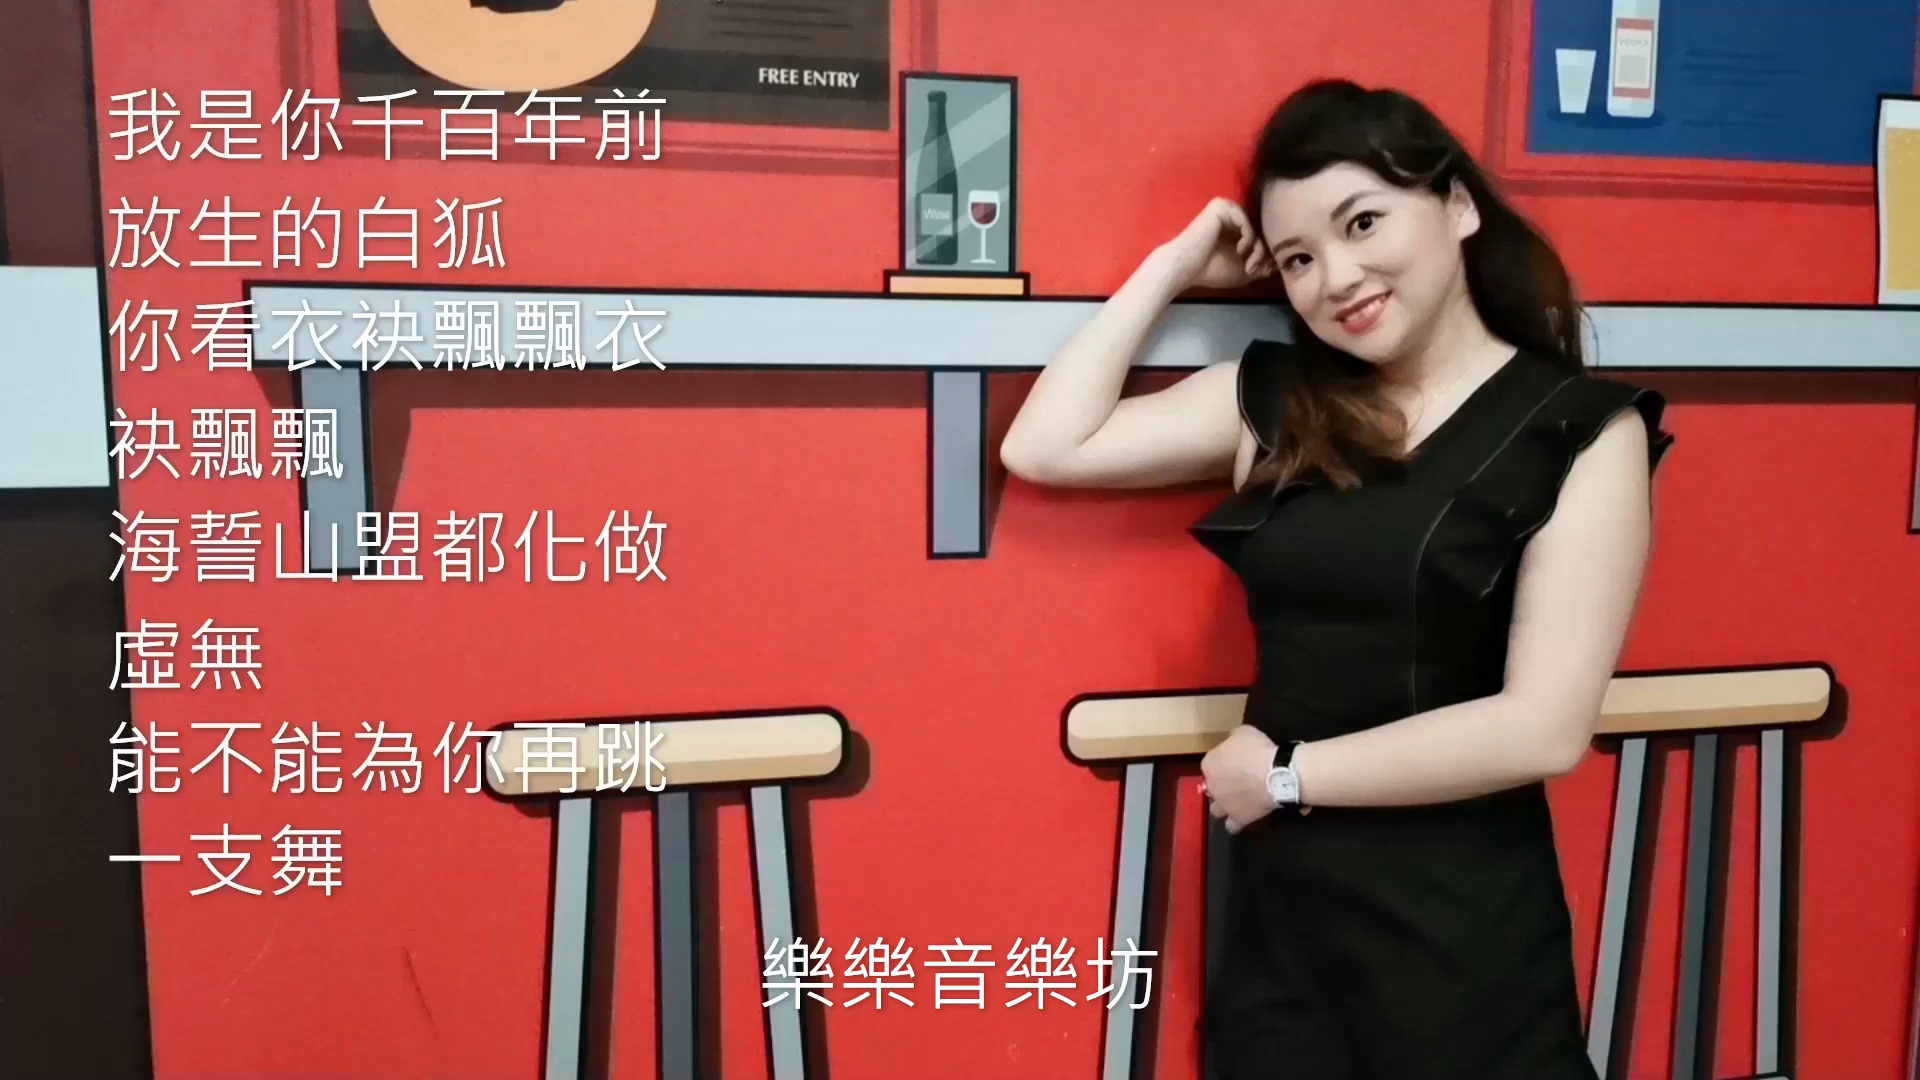 FREE ENTRY
VODKA
Wine
我是你千百年前
放生的白狐
你看衣袂飄飄衣
袂飄飄
海誓山盟都化做
虛無
能不能為你再跳
一支舞
樂樂音樂坊